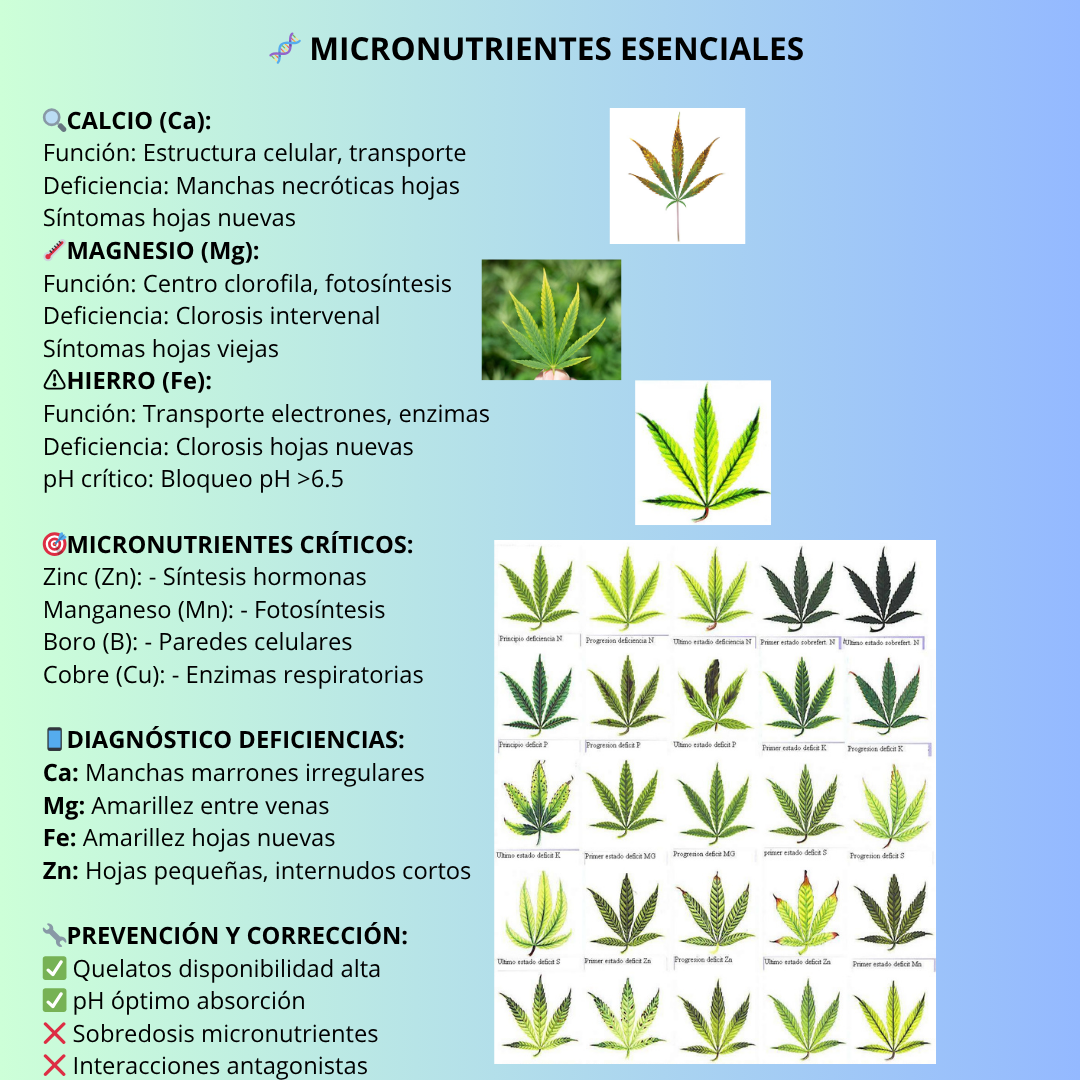 🧬 MICRONUTRIENTES ESENCIALES
🔍CALCIO (Ca):
Función: Estructura celular, transporte
Deficiencia: Manchas necróticas hojas
Síntomas hojas nuevas
🌡️MAGNESIO (Mg):
Función: Centro clorofila, fotosíntesis
Deficiencia: Clorosis intervenal
Síntomas hojas viejas
⚠HIERRO (Fe):
Función: Transporte electrones, enzimas
Deficiencia: Clorosis hojas nuevas
pH crítico: Bloqueo pH >6.5
🎯MICRONUTRIENTES CRÍTICOS:
Zinc (Zn): - Síntesis hormonas
Manganeso (Mn): - Fotosíntesis
Boro (B): - Paredes celulares
Cobre (Cu): - Enzimas respiratorias
📱DIAGNÓSTICO DEFICIENCIAS:
Ca: Manchas marrones irregulares
Mg: Amarillez entre venas
Fe: Amarillez hojas nuevas
Zn: Hojas pequeñas, internudos cortos
🔧PREVENCIÓN Y CORRECCIÓN:
✅ Quelatos disponibilidad alta
✅ pH óptimo absorción
❌ Sobredosis micronutrientes
❌ Interacciones antagonistas
Principio deficiencia N
Progresion deficiencia N
Ultimo estadio deficiencia N
Primer estado sobrefert. N
Ultimo estado sobrefert. N
Principio deficit P
Progresion deficit P
Ultimo estado deficit P
Primer estado deficit K
Progresion deficit K
Ultimo estado deficit K
Primer estado deficit MG
Progresion deficit MG
primer estado deficit S
Progresion deficit S
Ultimo estado deficit S
Primer estado deficit Zn
Progresion deficit Zn
Ultimo estado deficit Zn
Primer estado deficit Mn